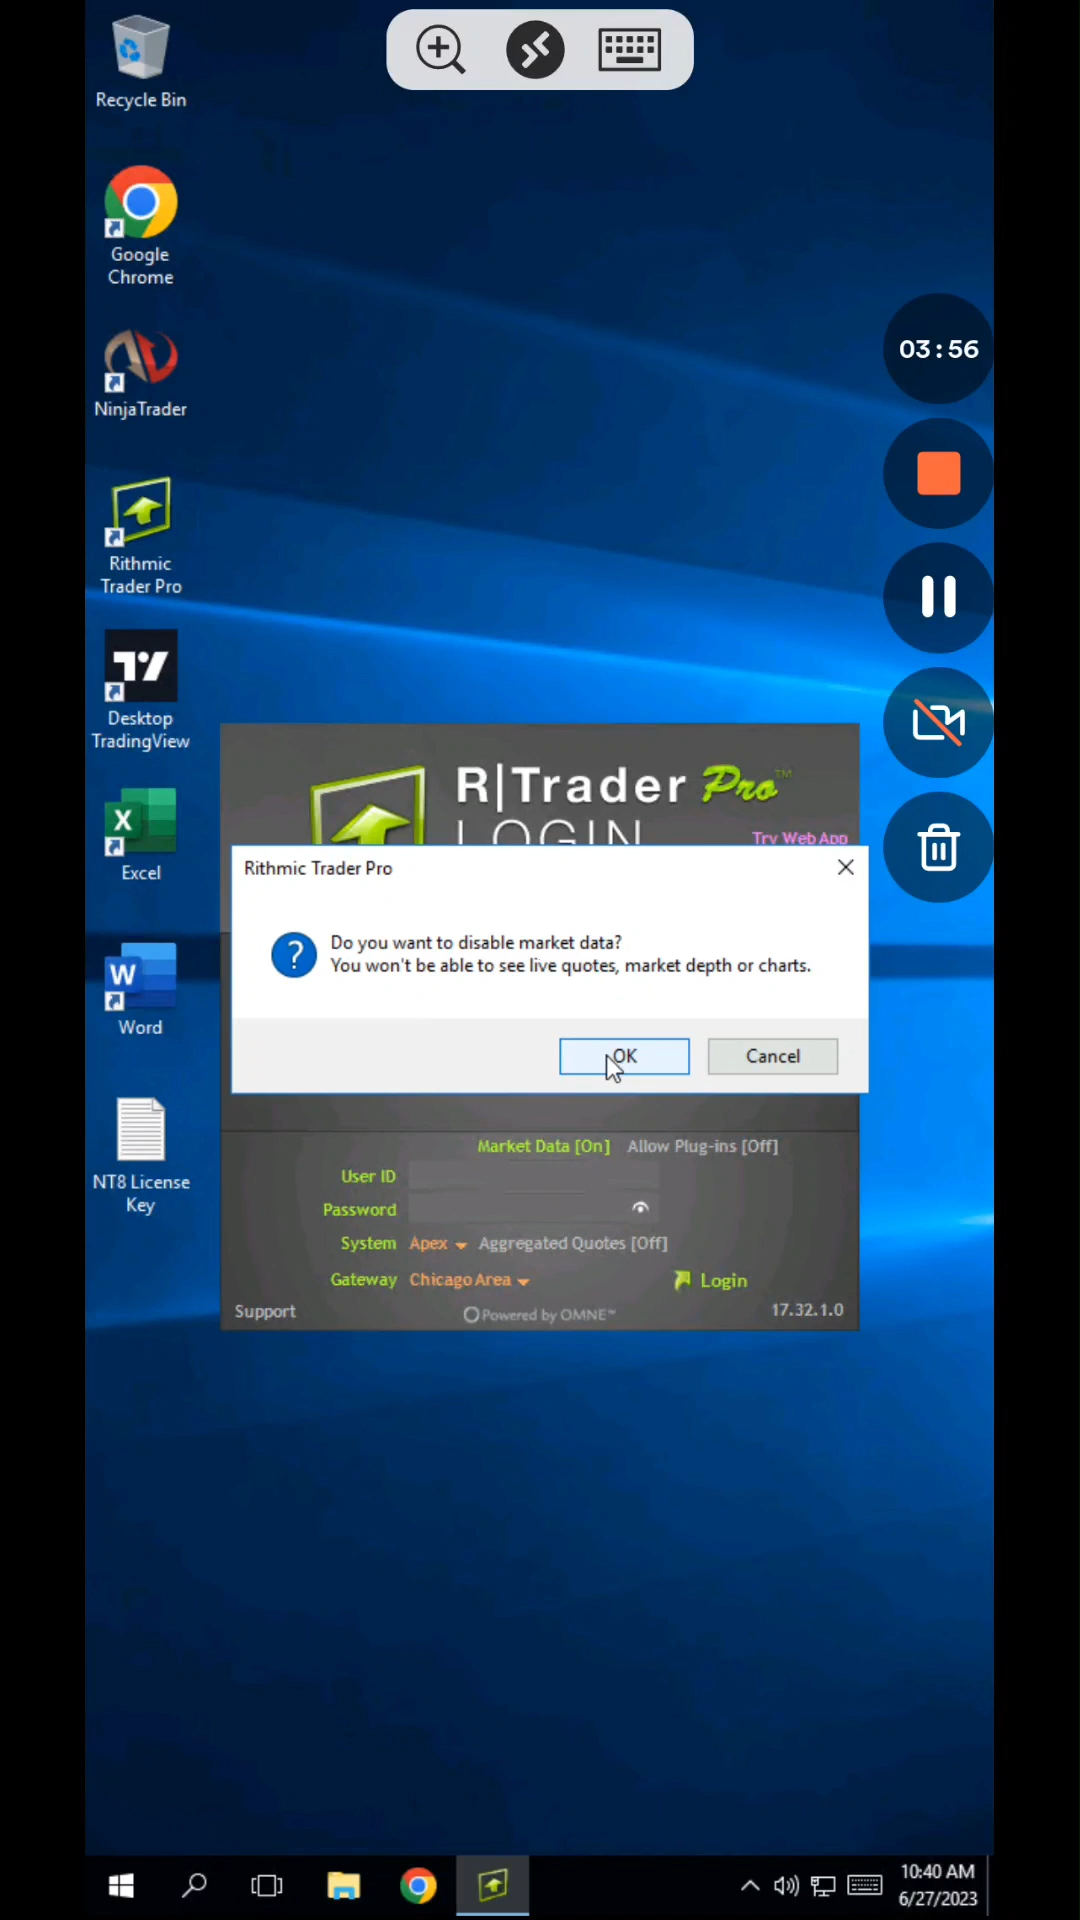 Recycle Bin
Google
Chrome
03:56
NinjaTrader
Rithmic
Trader Pro
Desktop
TradingView
R|Trader Pro™
LOGIN
Try Web App
X
Excel
Rithmic Trader Pro
?
Do you want to disable market data?
You won't be able to see live quotes, market depth or charts.
W
Word
OK
Cancel
NT8 License
Key
Market Data [On] Allow Plug-ins [Off]
User ID
Password
System Apex Aggregated Quotes [Off]
Gateway Chicago Area Login
Support Powered by OMNE™ 17.32.1.0
10:40 AM
6/27/2023